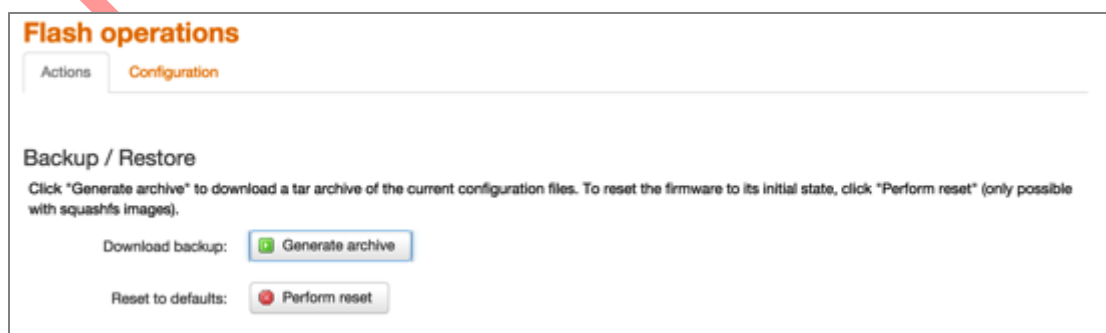 Flash operations
Actions Configuration
Backup / Restore
Click "Generate archive" to download a tar archive of the current configuration files. To reset the firmware to its initial state, click "Perform reset" (only possible
with squashfs images).
Download backup: Generate archive
Reset to defaults: Perform reset